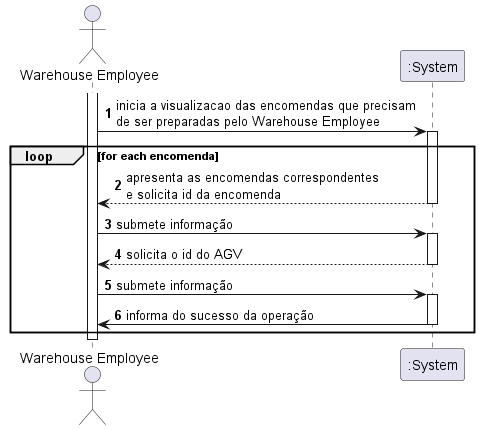 Warehouse Employee
:System
1 inicia a visualizacao das encomendas que precisam
de ser preparadas pelo Warehouse Employee
loop [for each encomenda]
2 apresenta as encomendas correspondentes
e solicita id da encomenda
3 submete informação
4 solicita o id do AGV
5 submete informação
6 informa do sucesso da operação
Warehouse Employee
:System